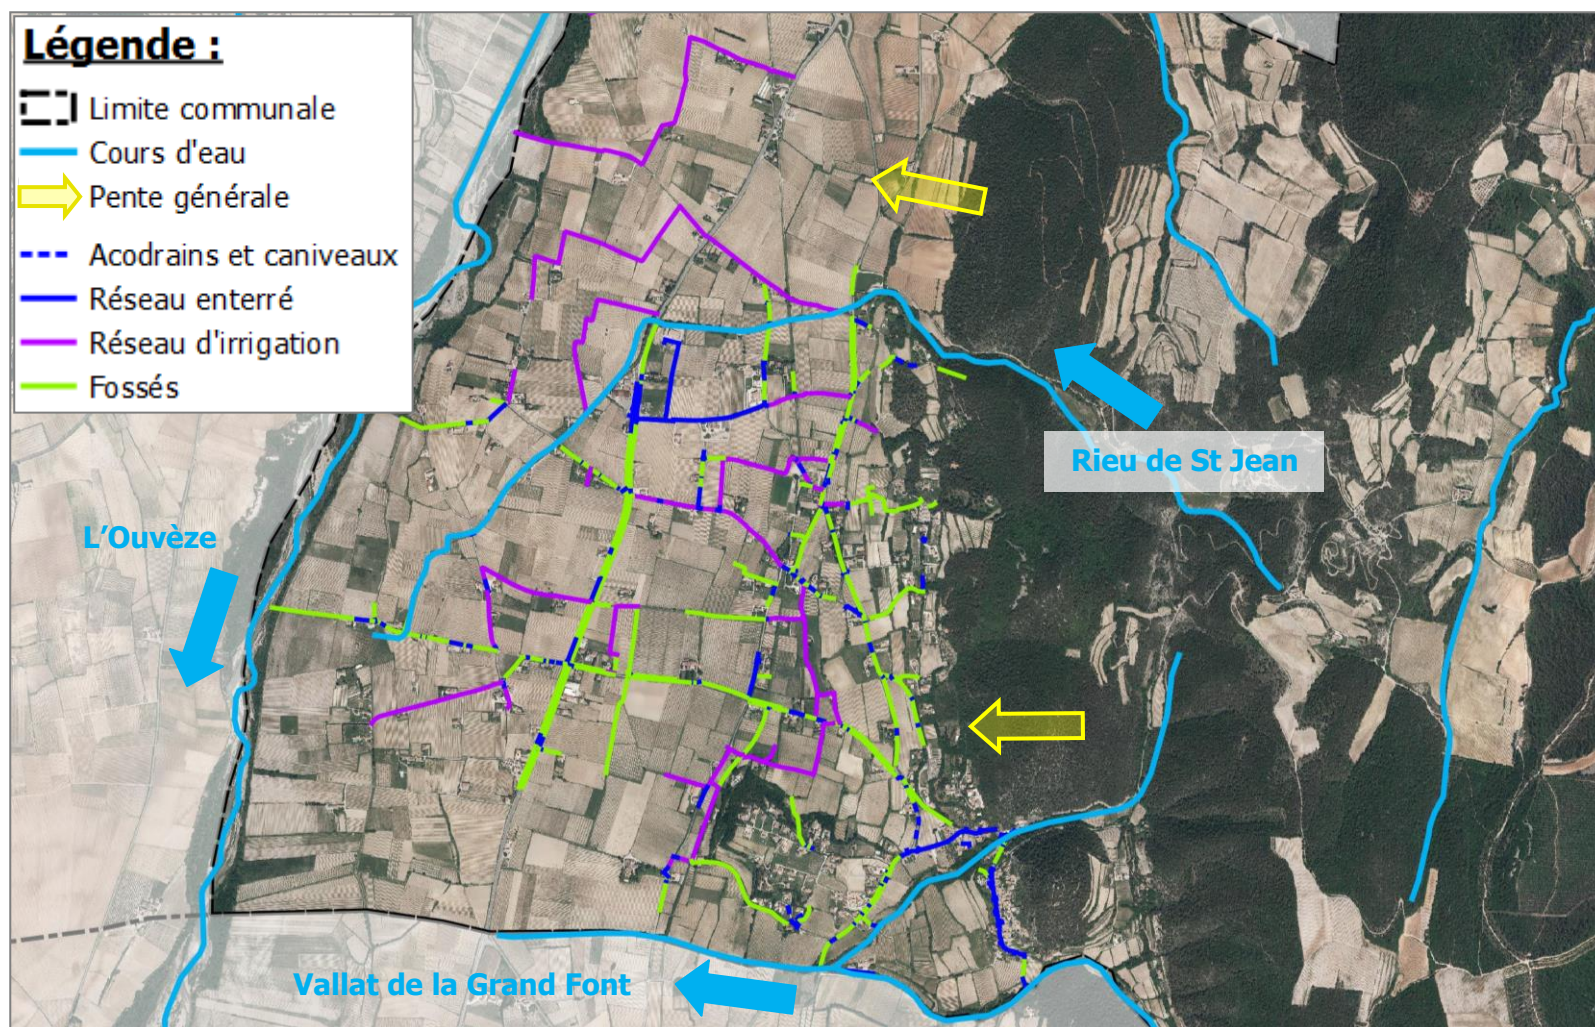 Légende :
Limite communale
Cours d'eau
Pente générale
Acodrains et caniveaux
Réseau enterré
Réseau d'irrigation
Fossés
Rieu de St Jean
L'Ouvèze
Vallat de la Grand Font